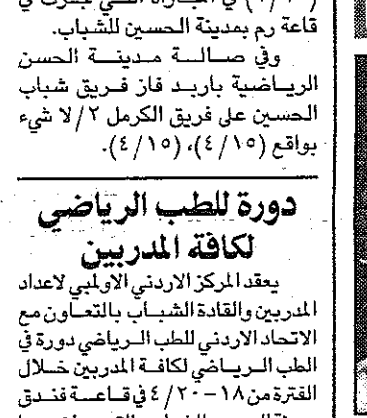 قاعة رم بمدينة الحسين للشباب.
وفي صالة مدينة الحسن
الرياضية باربد فاز فريق شباب
الحسين على فريق الكرمل ٢/لا شيء
بواقع (٤/١٥)، (٤/١٥).
دورة للطب الرياضي
لكافة المدربين
يعقد المركز الاردني الاولمبي لاعداد
المدربين والقادة الشباب بالتعاون مع
الاتحاد الاردني للطب الرياضي دورة في
الطب الرياضي لكافة المدربين خلال
الفترة من ١٨-٤/٢٠ في قاعة فندق